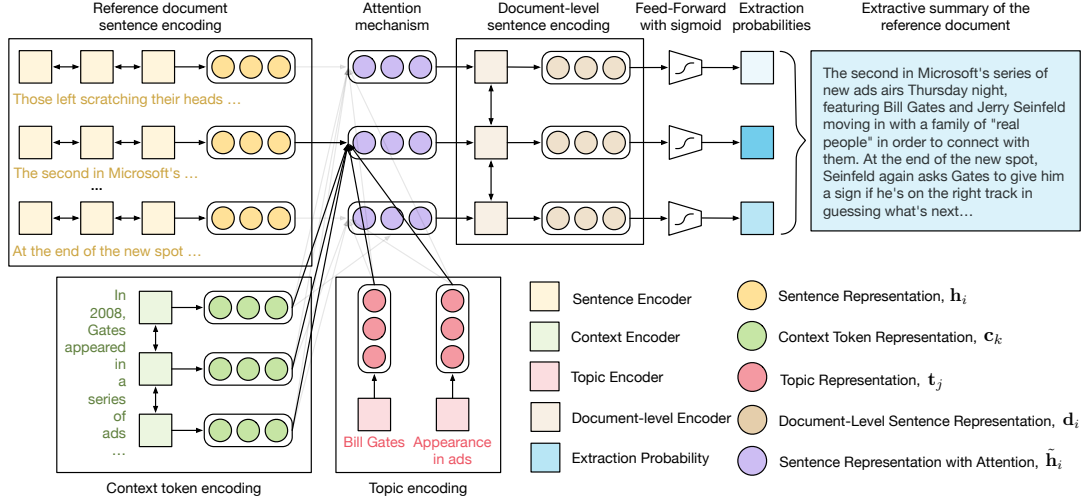 Reference document
sentence encoding
Attention
mechanism
Document-level
sentence encoding
Feed-Forward
with sigmoid
Extraction
probabilities
Extractive summary of the
reference document
Those left scratching their heads ...
The second in Microsoft's ...
...
At the end of the new spot ...
The second in Microsoft's series of
new ads airs Thursday night,
featuring Bill Gates and Jerry Seinfeld
moving in with a family of "real
people" in order to connect with
them. At the end of the new spot,
Seinfeld again asks Gates to give him
a sign if he's on the right track in
guessing what's next...
In
2008,
Gates
appeared
in
a
series
of
ads
...
Context token encoding
Bill Gates
Appearance
in ads
Topic encoding
Sentence Encoder
Context Encoder
Topic Encoder
Document-level Encoder
Extraction Probability
Sentence Representation, h_i
Context Token Representation, c_k
Topic Representation, t_j
Document-Level Sentence Representation, d_i
Sentence Representation with Attention, h̃_i